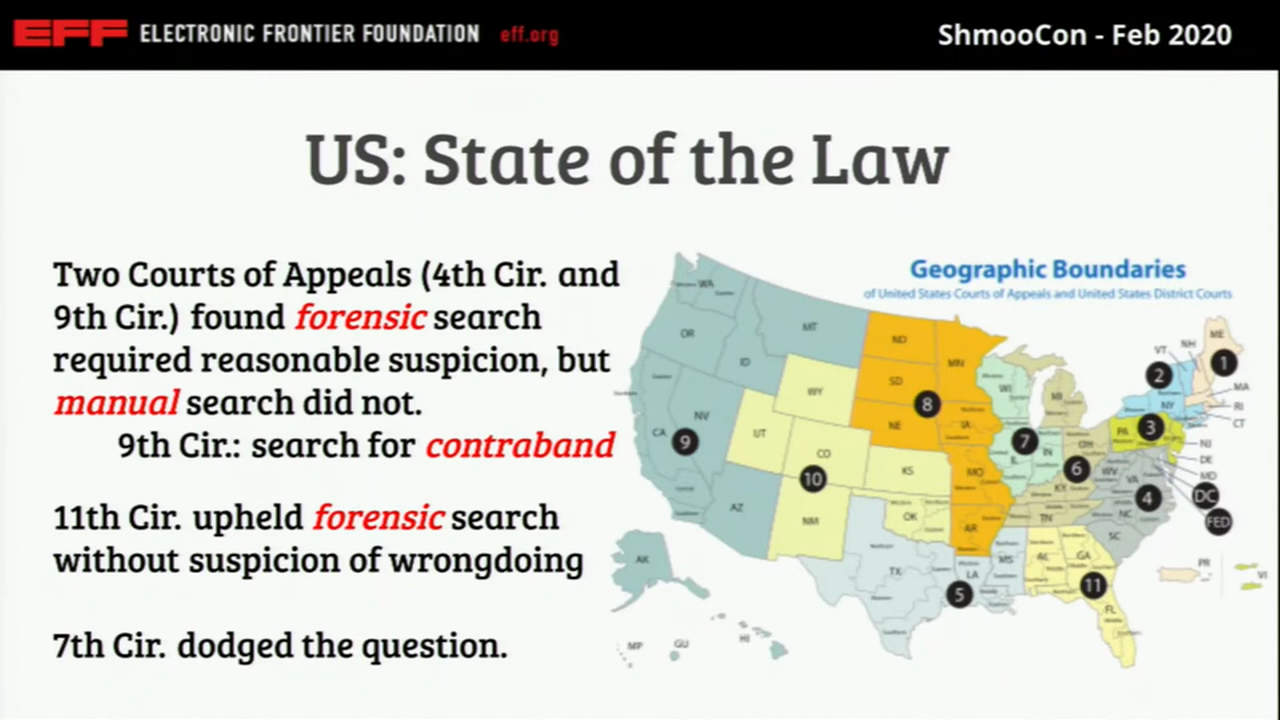 EFF ELECTRONIC FRONTIER FOUNDATION eff.org
ShmooCon - Feb 2020
US: State of the Law
Two Courts of Appeals (4th Cir. and
9th Cir.) found forensic search
required reasonable suspicion, but
manual search did not.
9th Cir.: search for contraband
11th Cir. upheld forensic search
without suspicion of wrongdoing
7th Cir. dodged the question.
Geographic Boundaries
of United States Courts of Appeals and United States District Courts
WA
OR
CA
NV
ID
MT
WY
UT
AZ
CO
NM
ND
SD
NE
KS
OK
TX
MN
IA
MO
AR
LA
WI
IL
IN
MI
OH
KY
TN
MS
AL
GA
FL
SC
NC
VA
WV
PA
NY
VT
NH
ME
MA
RI
CT
NJ
DE
MD
DC
FED
PR
VI
AK
HI
GU
MP
1
2
3
4
5
6
7
8
9
10
11